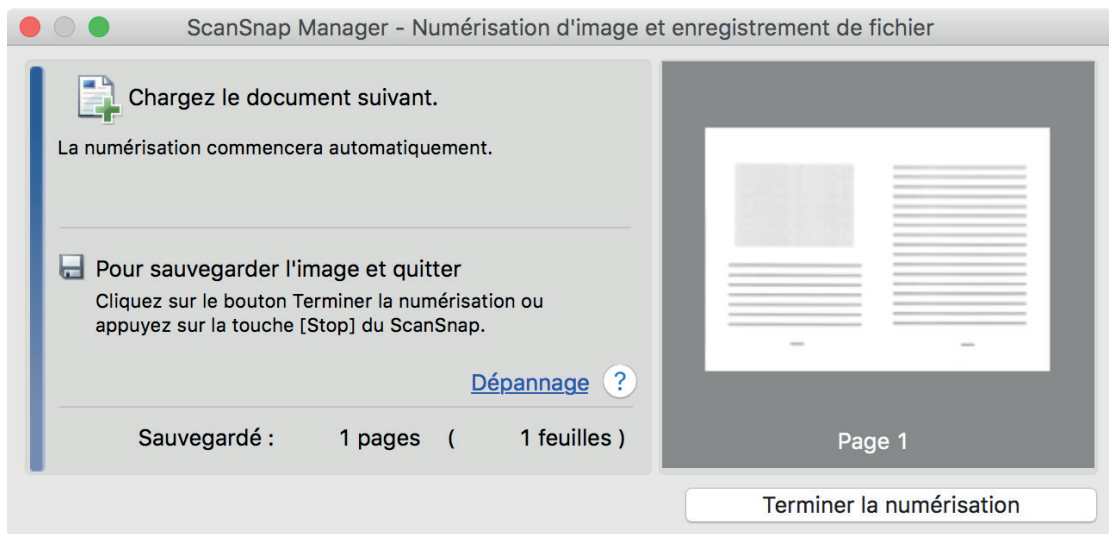 ScanSnap Manager - Numérisation d'image et enregistrement de fichier
Chargez le document suivant.
La numérisation commencera automatiquement.
Pour sauvegarder l'image et quitter
Cliquez sur le bouton Terminer la numérisation ou
appuyez sur la touche [Stop] du ScanSnap.
Dépannage ?
Sauvegardé : 1 pages ( 1 feuilles )
Page 1
Terminer la numérisation